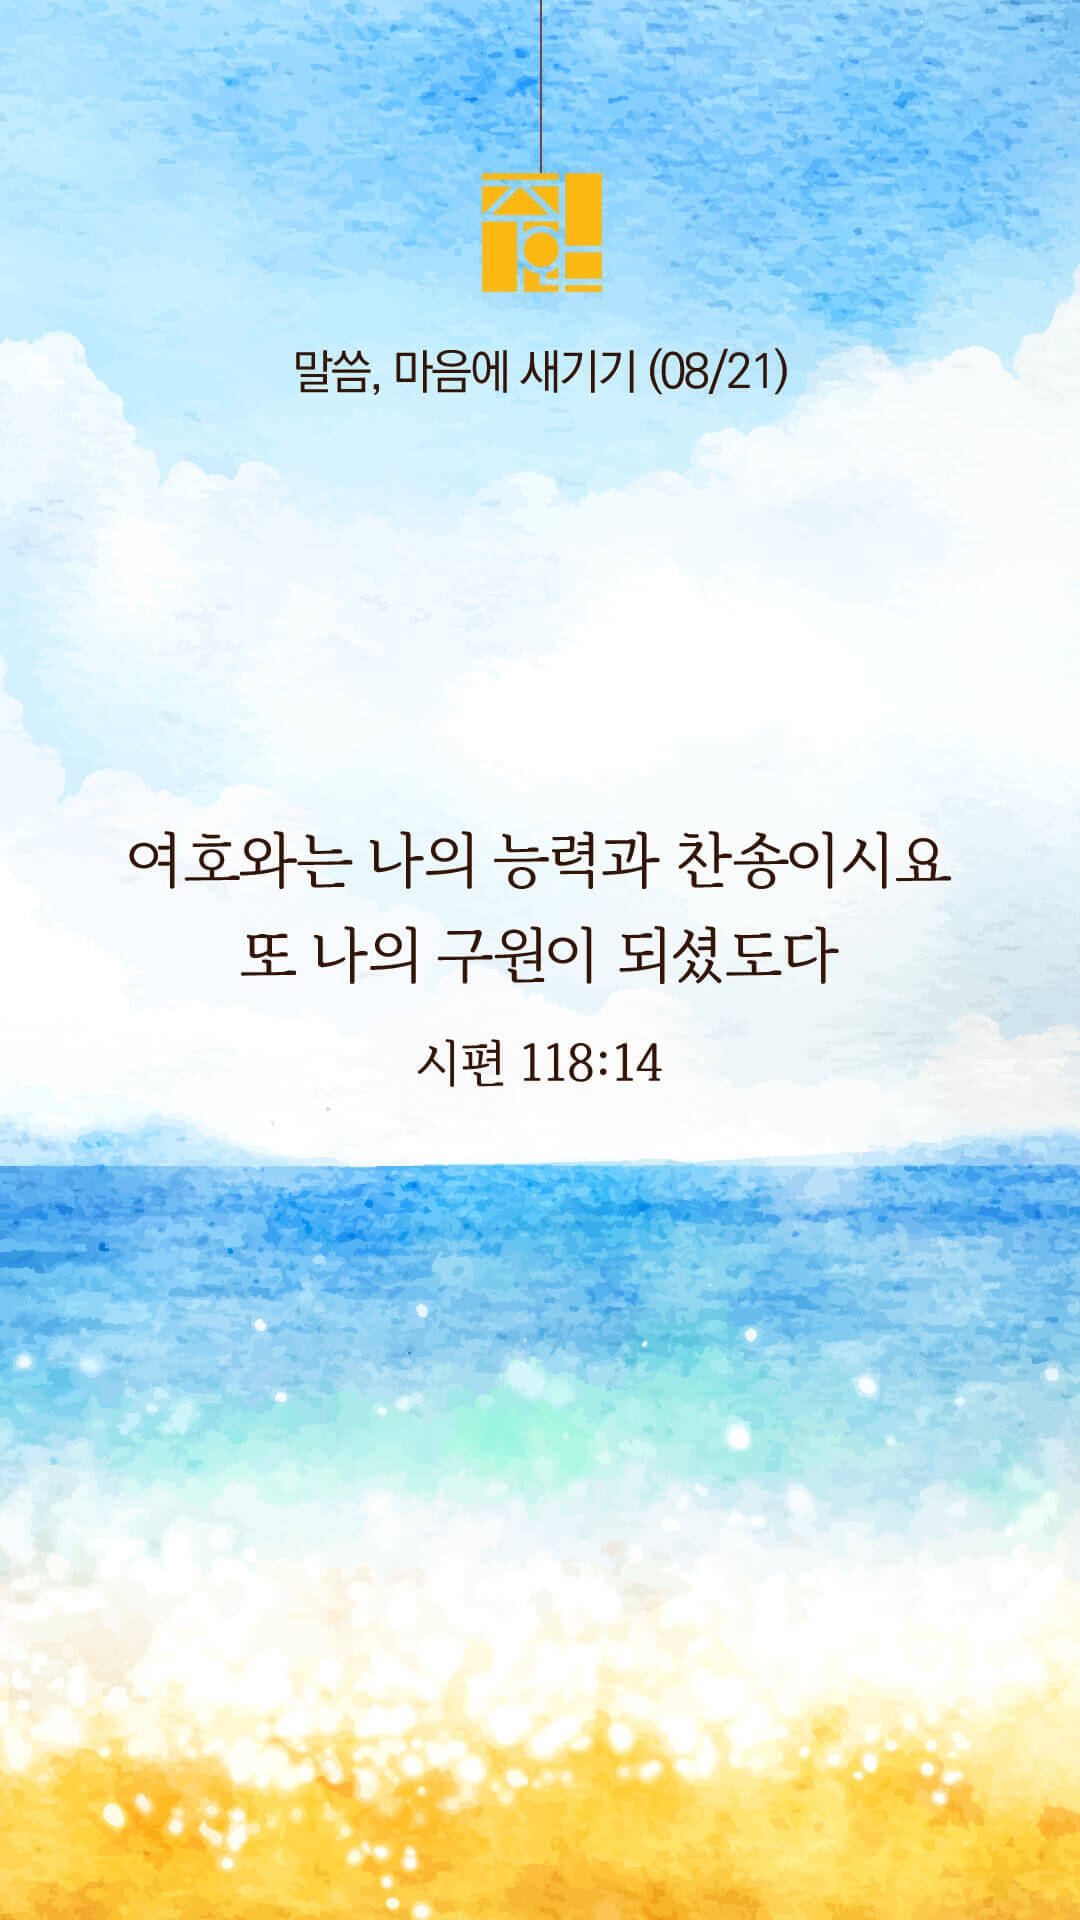 말씀, 마음에 새기기 (08/21)
여호와는 나의 능력과 찬송이시요
또 나의 구원이 되셨도다
시편 118:14